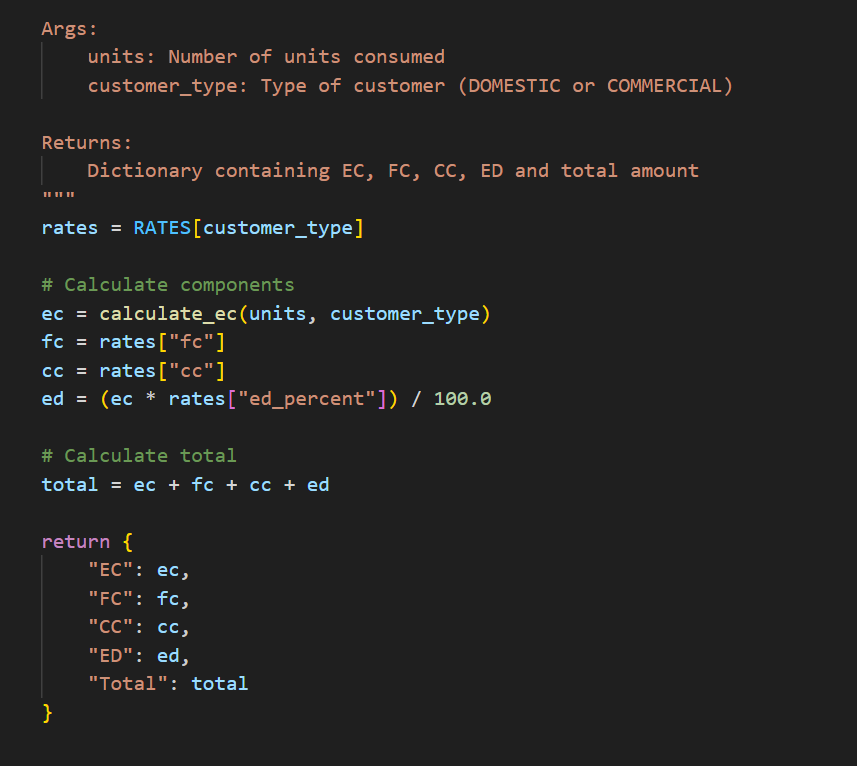 Args:
units: Number of units consumed
customer_type: Type of customer (DOMESTIC or COMMERCIAL)
Returns:
Dictionary containing EC, FC, CC, ED and total amount
"""
rates = RATES[customer_type]
# Calculate components
ec = calculate_ec(units, customer_type)
fc = rates["fc"]
cc = rates["cc"]
ed = (ec * rates["ed_percent"]) / 100.0
# Calculate total
total = ec + fc + cc + ed
return {
"EC": ec,
"FC": fc,
"CC": cc,
"ED": ed,
"Total": total
}